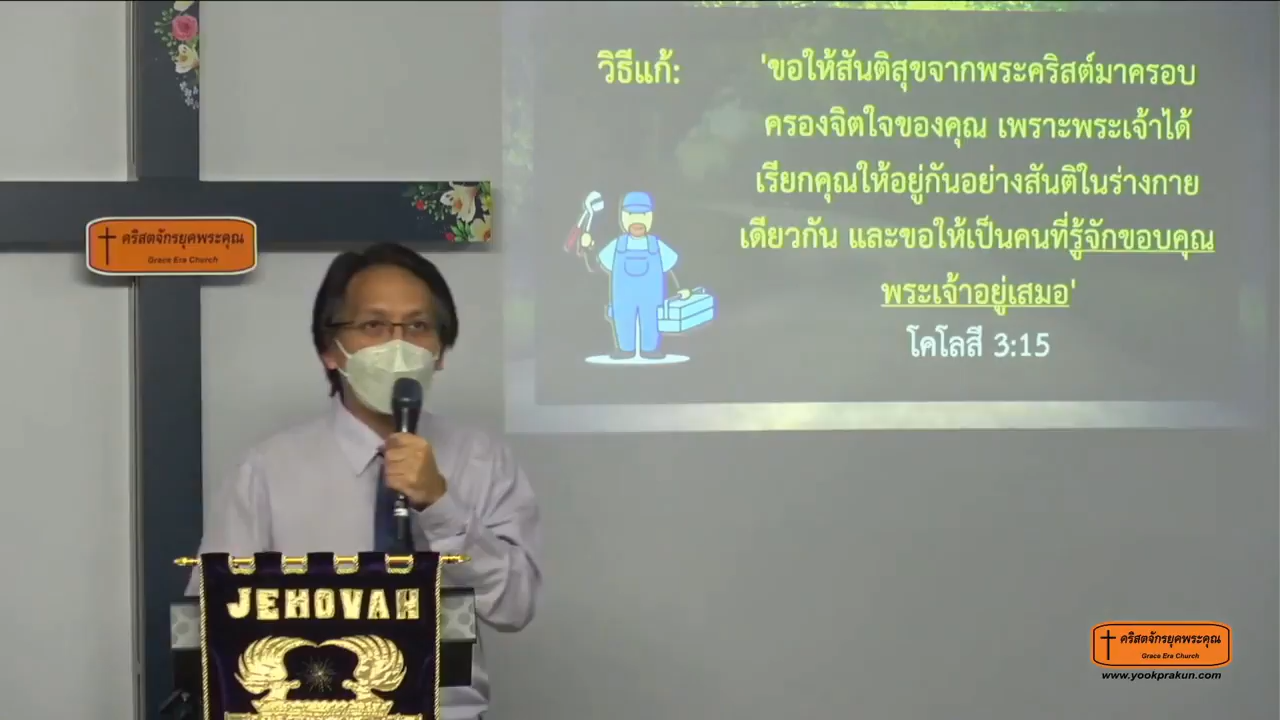 วิธีแก้:
'ขอให้สันติสุขจากพระคริสต์มาครอบ
ครองจิตใจของคุณ เพราะพระเจ้าได้
เรียกคุณให้อยู่กันอย่างสันติในร่างกาย
เดียวกัน และขอให้เป็นคนที่รู้จักขอบคุณ
พระเจ้าอยู่เสมอ'
โคโลสี 3:15
คริสตจักรยุคพระคุณ
Grace Era Church
JEHOVAH
คริสตจักรยุคพระคุณ
Grace Era Church
www.yookprakun.com